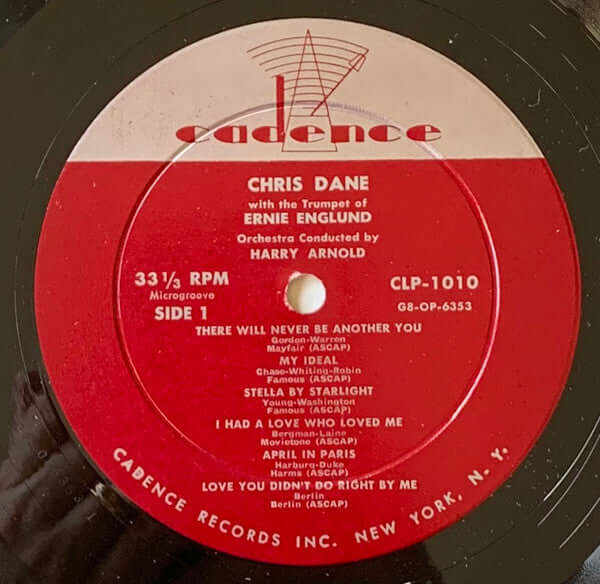 cadence
CHRIS DANE
with the Trumpet of
ERNIE ENGLUND
Orchestra Conducted by
HARRY ARNOLD
33 1/3 RPM
Microgroove
SIDE 1
CLP-1010
G8-OP-6353
THERE WILL NEVER BE ANOTHER YOU
Gordon-Warren
Mayfair (ASCAP)
MY IDEAL
Chase-Whiting-Robin
Famous (ASCAP)
STELLA BY STARLIGHT
Young-Washington
Famous (ASCAP)
I HAD A LOVE WHO LOVED ME
Bergman-Laine
Movietone (ASCAP)
APRIL IN PARIS
Harburg-Duke
Harms (ASCAP)
LOVE YOU DIDN'T DO RIGHT BY ME
Berlin
Berlin (ASCAP)
CADENCE RECORDS INC. NEW YORK, N. Y.